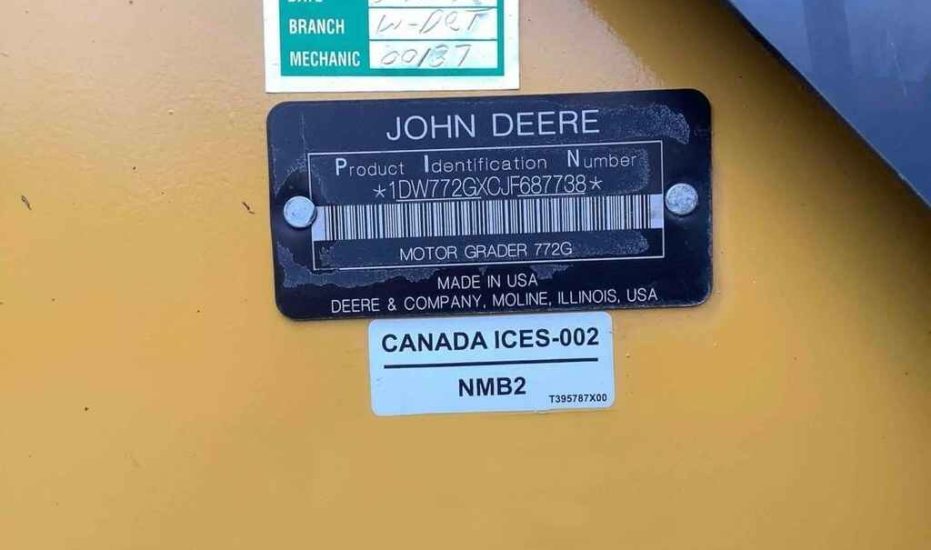 BRANCH W-DRT
MECHANIC 00137
JOHN DEERE
Product Identification Number
*1DW772GXCJF687738*
MOTOR GRADER 772G
MADE IN USA
DEERE & COMPANY, MOLINE, ILLINOIS, USA
CANADA ICES-002
NMB2
T395787X00